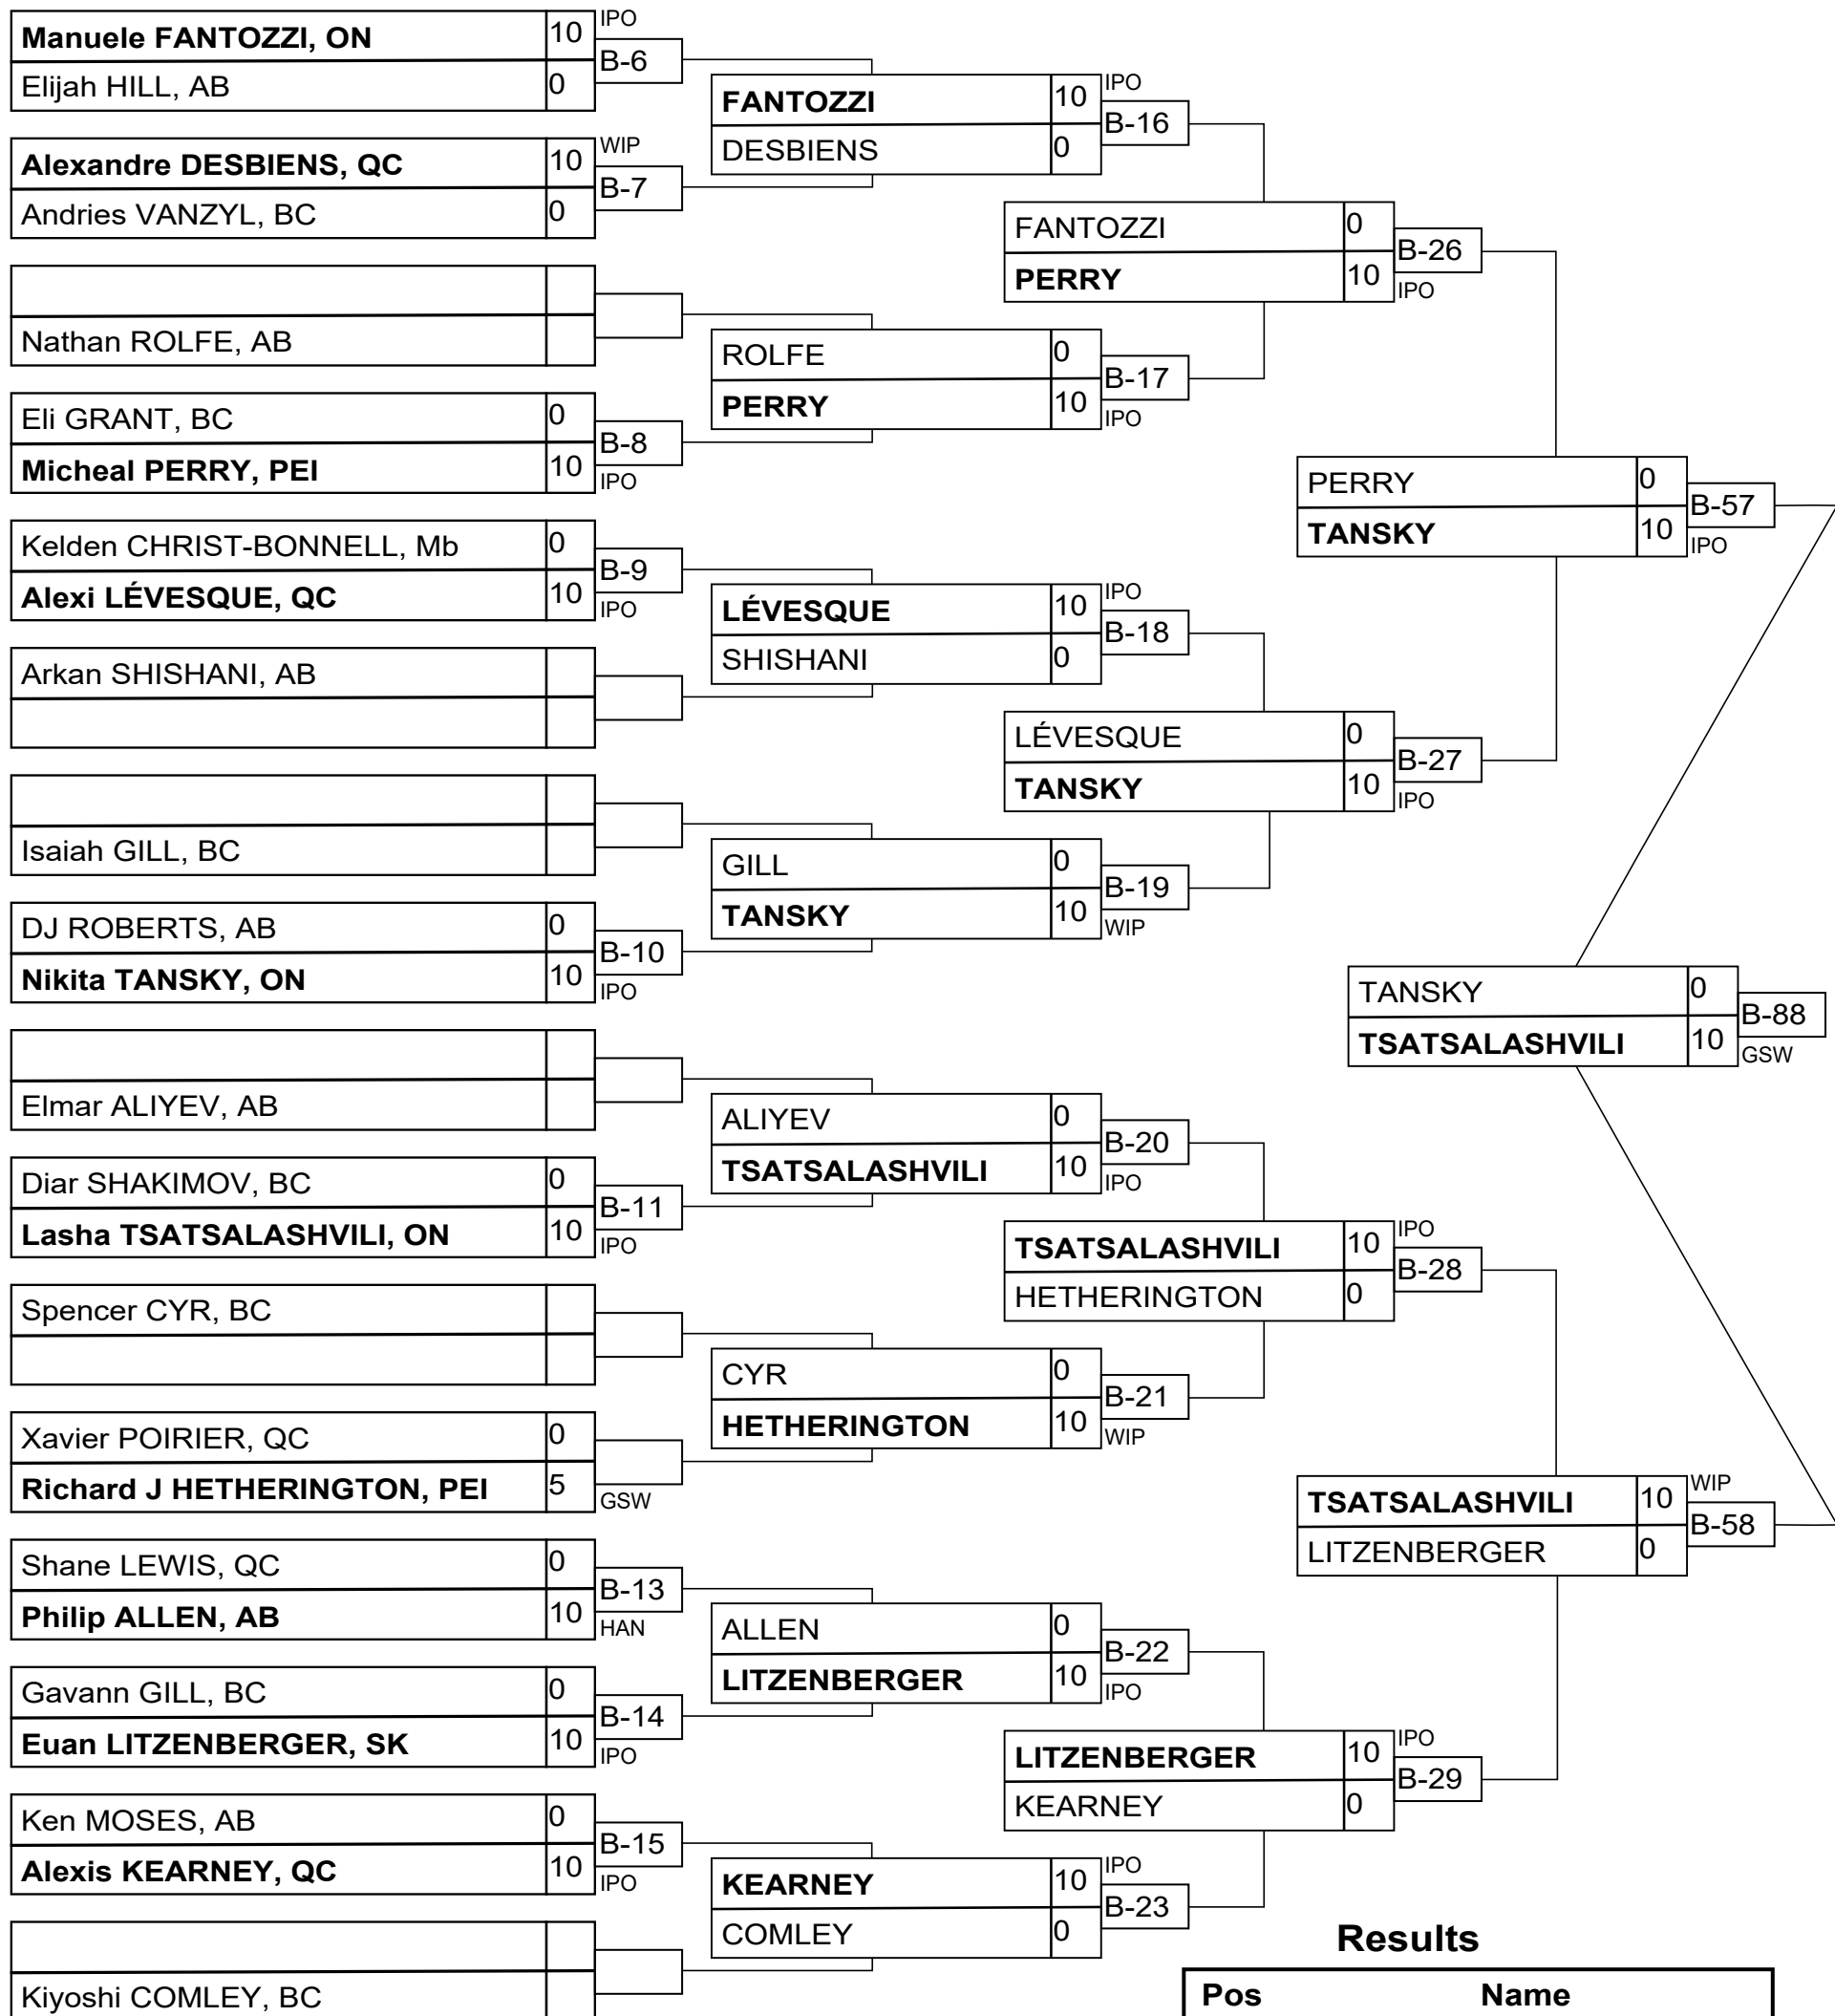 Manuele FANTOZZI, ON 10 IPO
B-6
Elijah HILL, AB 0
Alexandre DESBIENS, QC 10 WIP
B-7
Andries VANZYL, BC 0
Nathan ROLFE, AB
Eli GRANT, BC 0
B-8
Micheal PERRY, PEI 10 IPO
Kelden CHRIST-BONNELL, Mb 0
B-9
Alexi LÉVESQUE, QC 10 IPO
Arkan SHISHANI, AB
Isaiah GILL, BC
DJ ROBERTS, AB 0
B-10
Nikita TANSKY, ON 10 IPO
Elmar ALIYEV, AB
Diar SHAKIMOV, BC 0
B-11
Lasha TSATSALASHVILI, ON 10 IPO
Spencer CYR, BC
Xavier POIRIER, QC 0
Richard J HETHERINGTON, PEI 5 GSW
Shane LEWIS, QC 0
B-13
Philip ALLEN, AB 10 HAN
Gavann GILL, BC 0
B-14
Euan LITZENBERGER, SK 10 IPO
Ken MOSES, AB 0
B-15
Alexis KEARNEY, QC 10 IPO
Kiyoshi COMLEY, BC
FANTOZZI 10 IPO
B-16
DESBIENS 0
ROLFE 0
B-17
PERRY 10 IPO
LÉVESQUE 10 IPO
B-18
SHISHANI 0
GILL 0
B-19
TANSKY 10 WIP
ALIYEV 0
B-20
TSATSALASHVILI 10 IPO
CYR 0
B-21
HETHERINGTON 10 WIP
ALLEN 0
B-22
LITZENBERGER 10 IPO
KEARNEY 10 IPO
B-23
COMLEY 0
FANTOZZI 0
B-26
PERRY 10 IPO
LÉVESQUE 0
B-27
TANSKY 10 IPO
TSATSALASHVILI 10 IPO
B-28
HETHERINGTON 0
LITZENBERGER 10 IPO
B-29
KEARNEY 0
PERRY 0
B-57
TANSKY 10 IPO
TSATSALASHVILI 10 WIP
B-58
LITZENBERGER 0
TANSKY 0
B-88
TSATSALASHVILI 10 GSW
Results
Pos Name